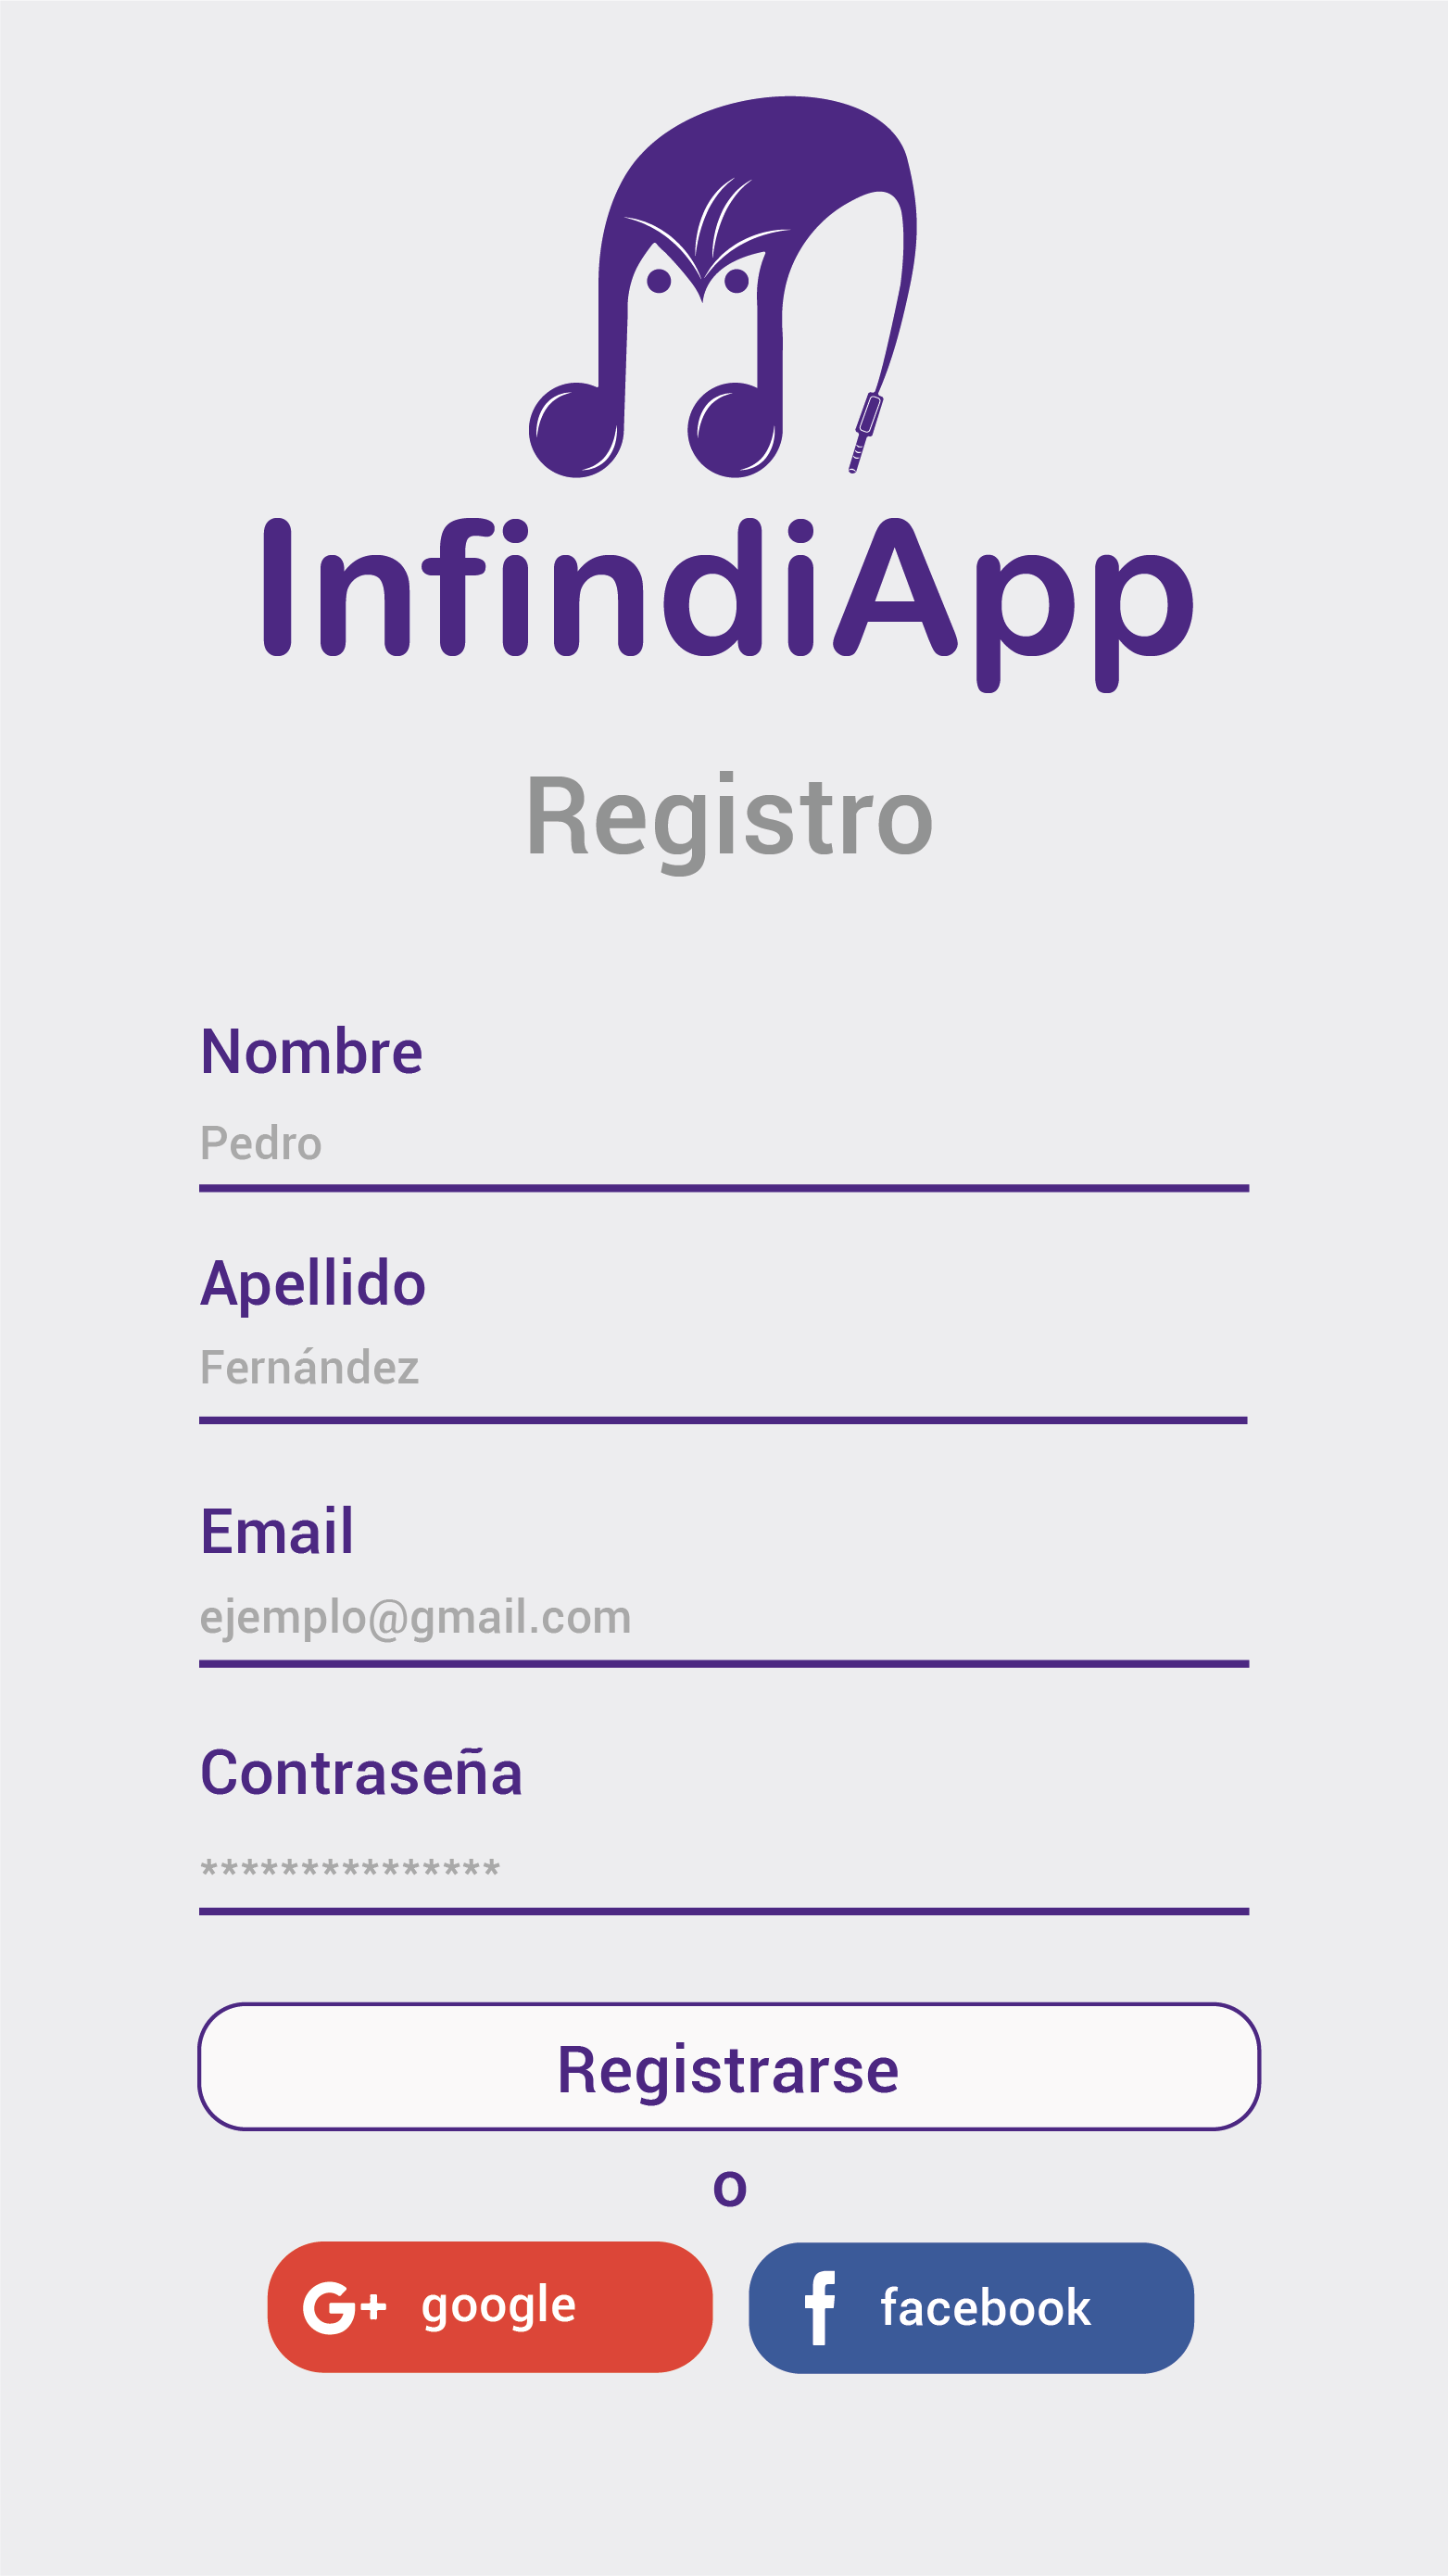 InfindiApp
Registro
Nombre
Pedro
Apellido
Fernández
Email
ejemplo@gmail.com
Contraseña
***************
Registrarse
o
G+ google
f facebook